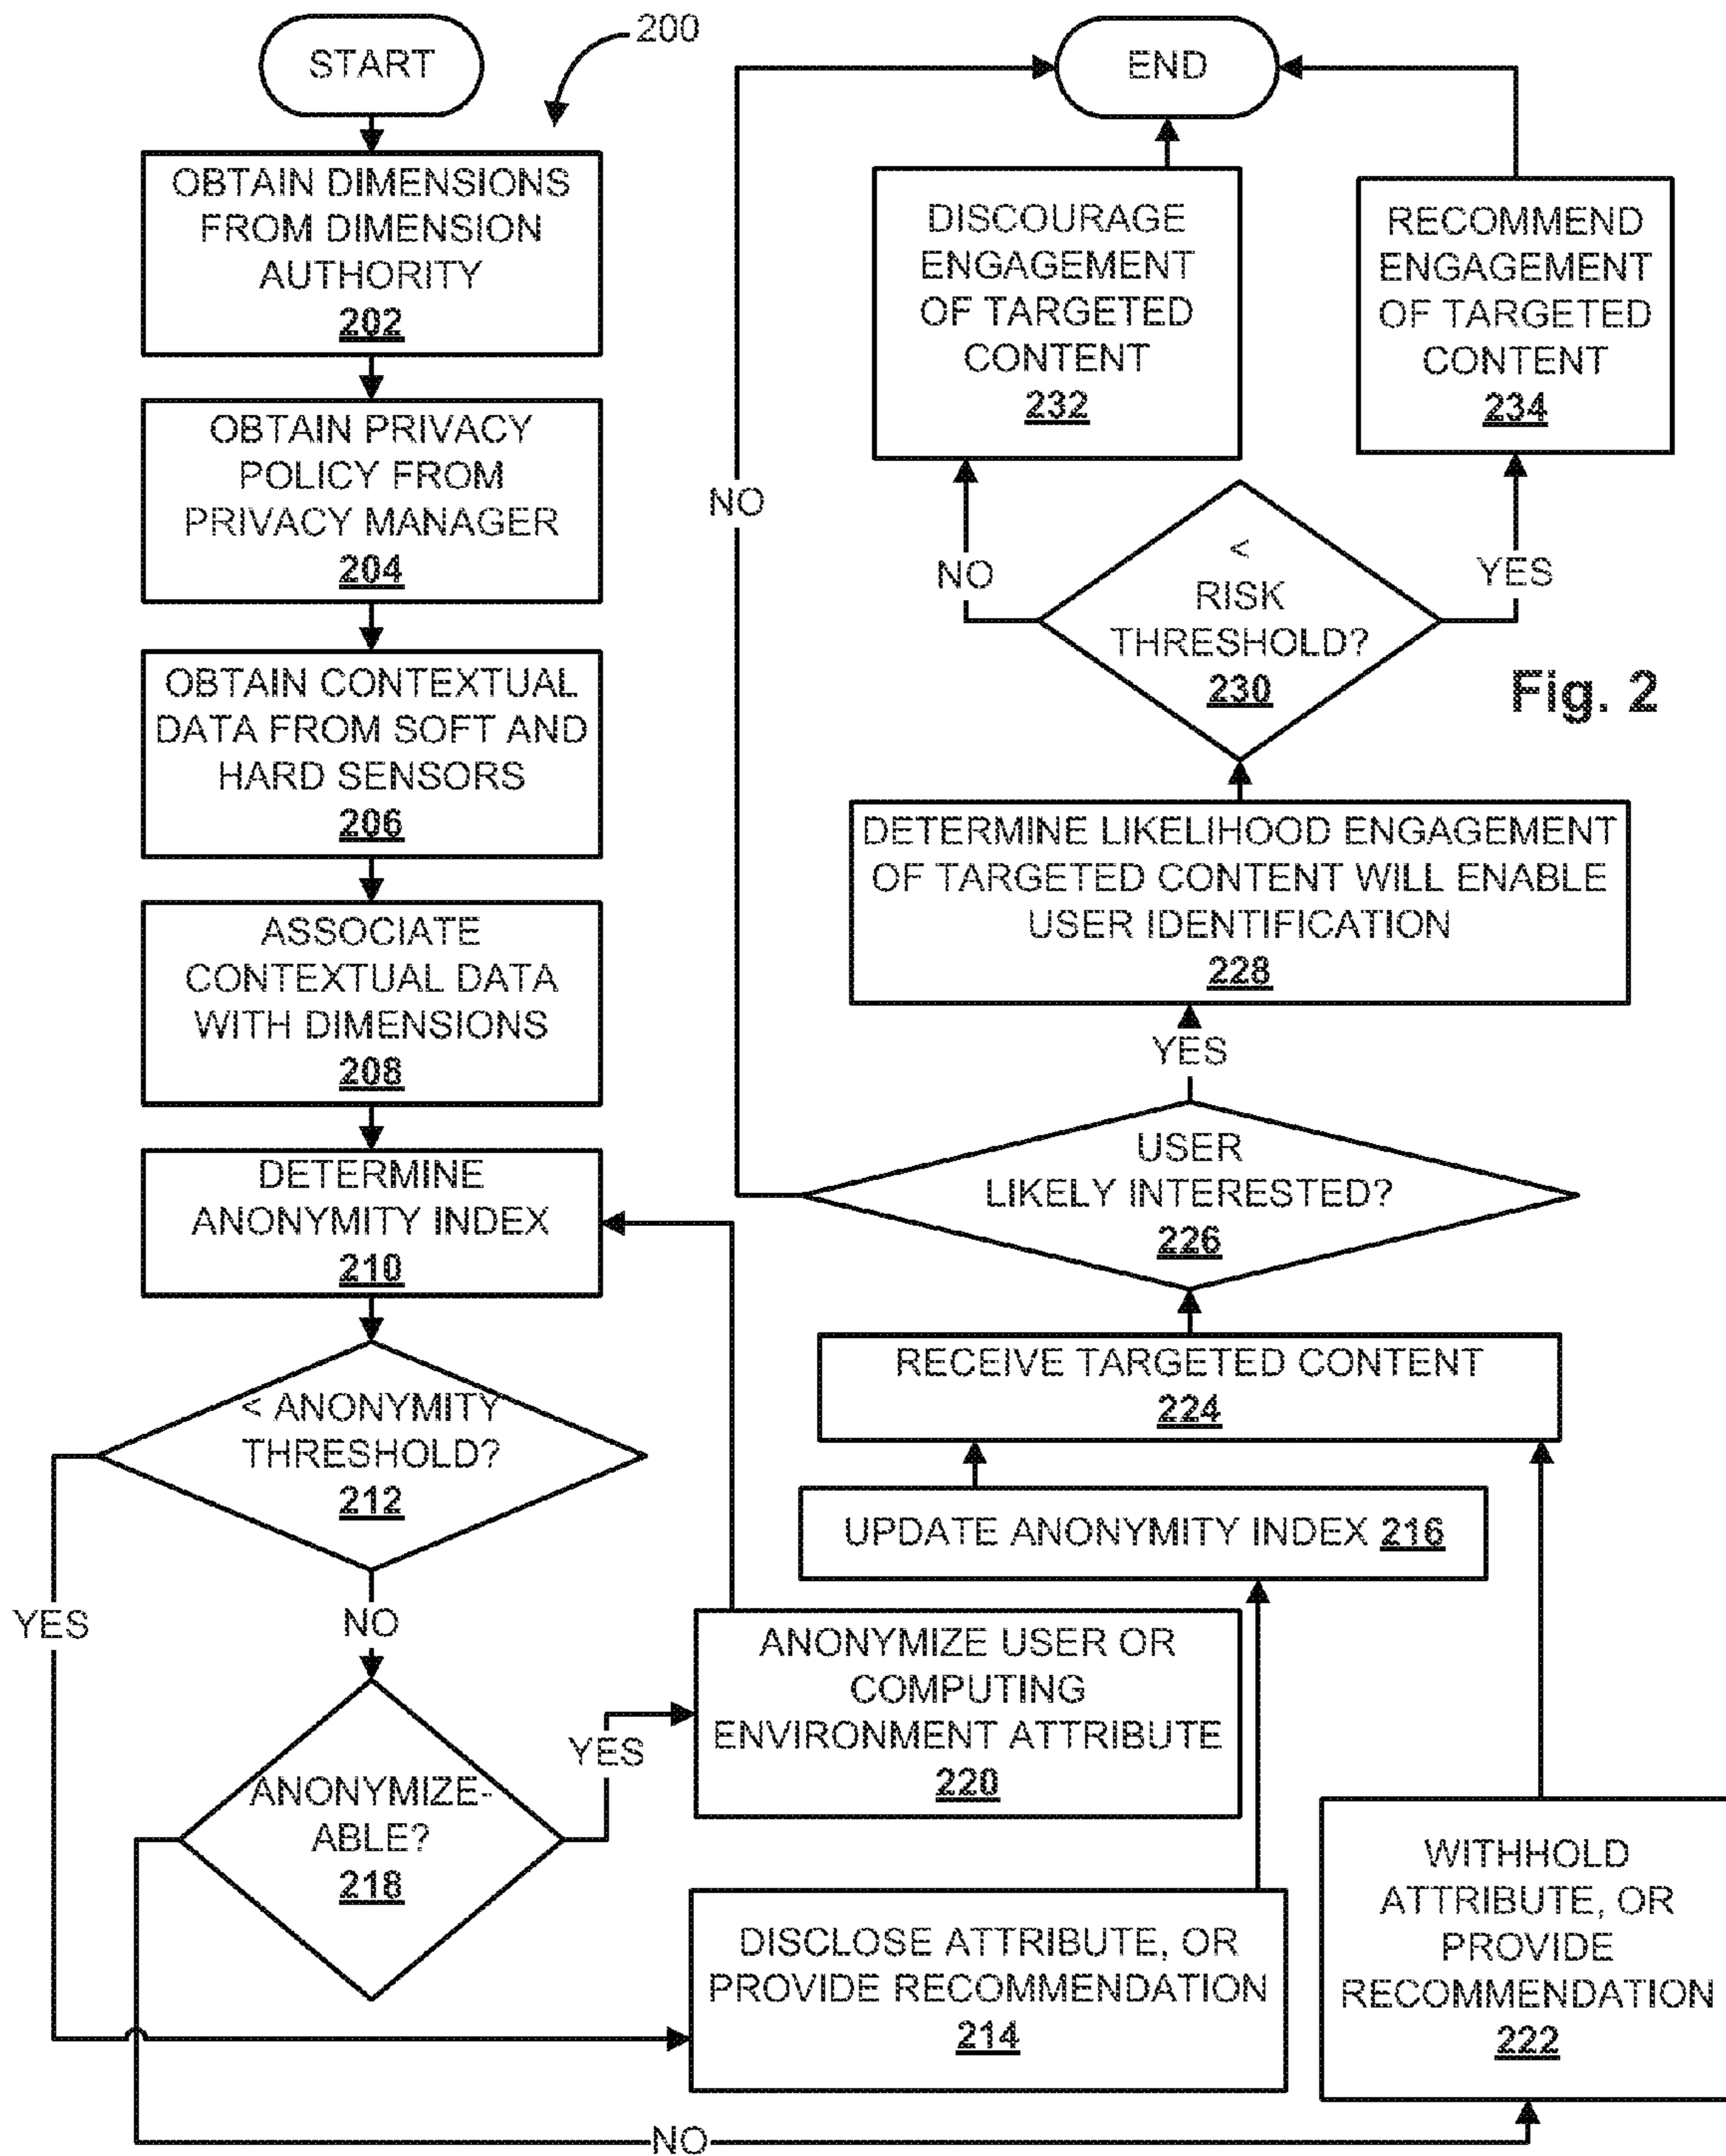 START
200
OBTAIN DIMENSIONS
FROM DIMENSION
AUTHORITY
202
OBTAIN PRIVACY
POLICY FROM
PRIVACY MANAGER
204
OBTAIN CONTEXTUAL
DATA FROM SOFT AND
HARD SENSORS
206
ASSOCIATE
CONTEXTUAL DATA
WITH DIMENSIONS
208
DETERMINE
ANONYMITY INDEX
210
< ANONYMITY
THRESHOLD?
212
YES
NO
ANONYMIZE-
ABLE?
218
YES
NO
ANONYMIZE USER OR
COMPUTING
ENVIRONMENT ATTRIBUTE
220
DISCLOSE ATTRIBUTE, OR
PROVIDE RECOMMENDATION
214
WITHHOLD
ATTRIBUTE, OR
PROVIDE
RECOMMENDATION
222
UPDATE ANONYMITY INDEX 216
RECEIVE TARGETED CONTENT
224
USER
LIKELY INTERESTED?
226
NO
YES
DETERMINE LIKELIHOOD ENGAGEMENT
OF TARGETED CONTENT WILL ENABLE
USER IDENTIFICATION
228
<
RISK
THRESHOLD?
230
NO
YES
DISCOURAGE
ENGAGEMENT
OF TARGETED
CONTENT
232
RECOMMEND
ENGAGEMENT
OF TARGETED
CONTENT
234
END
Fig. 2